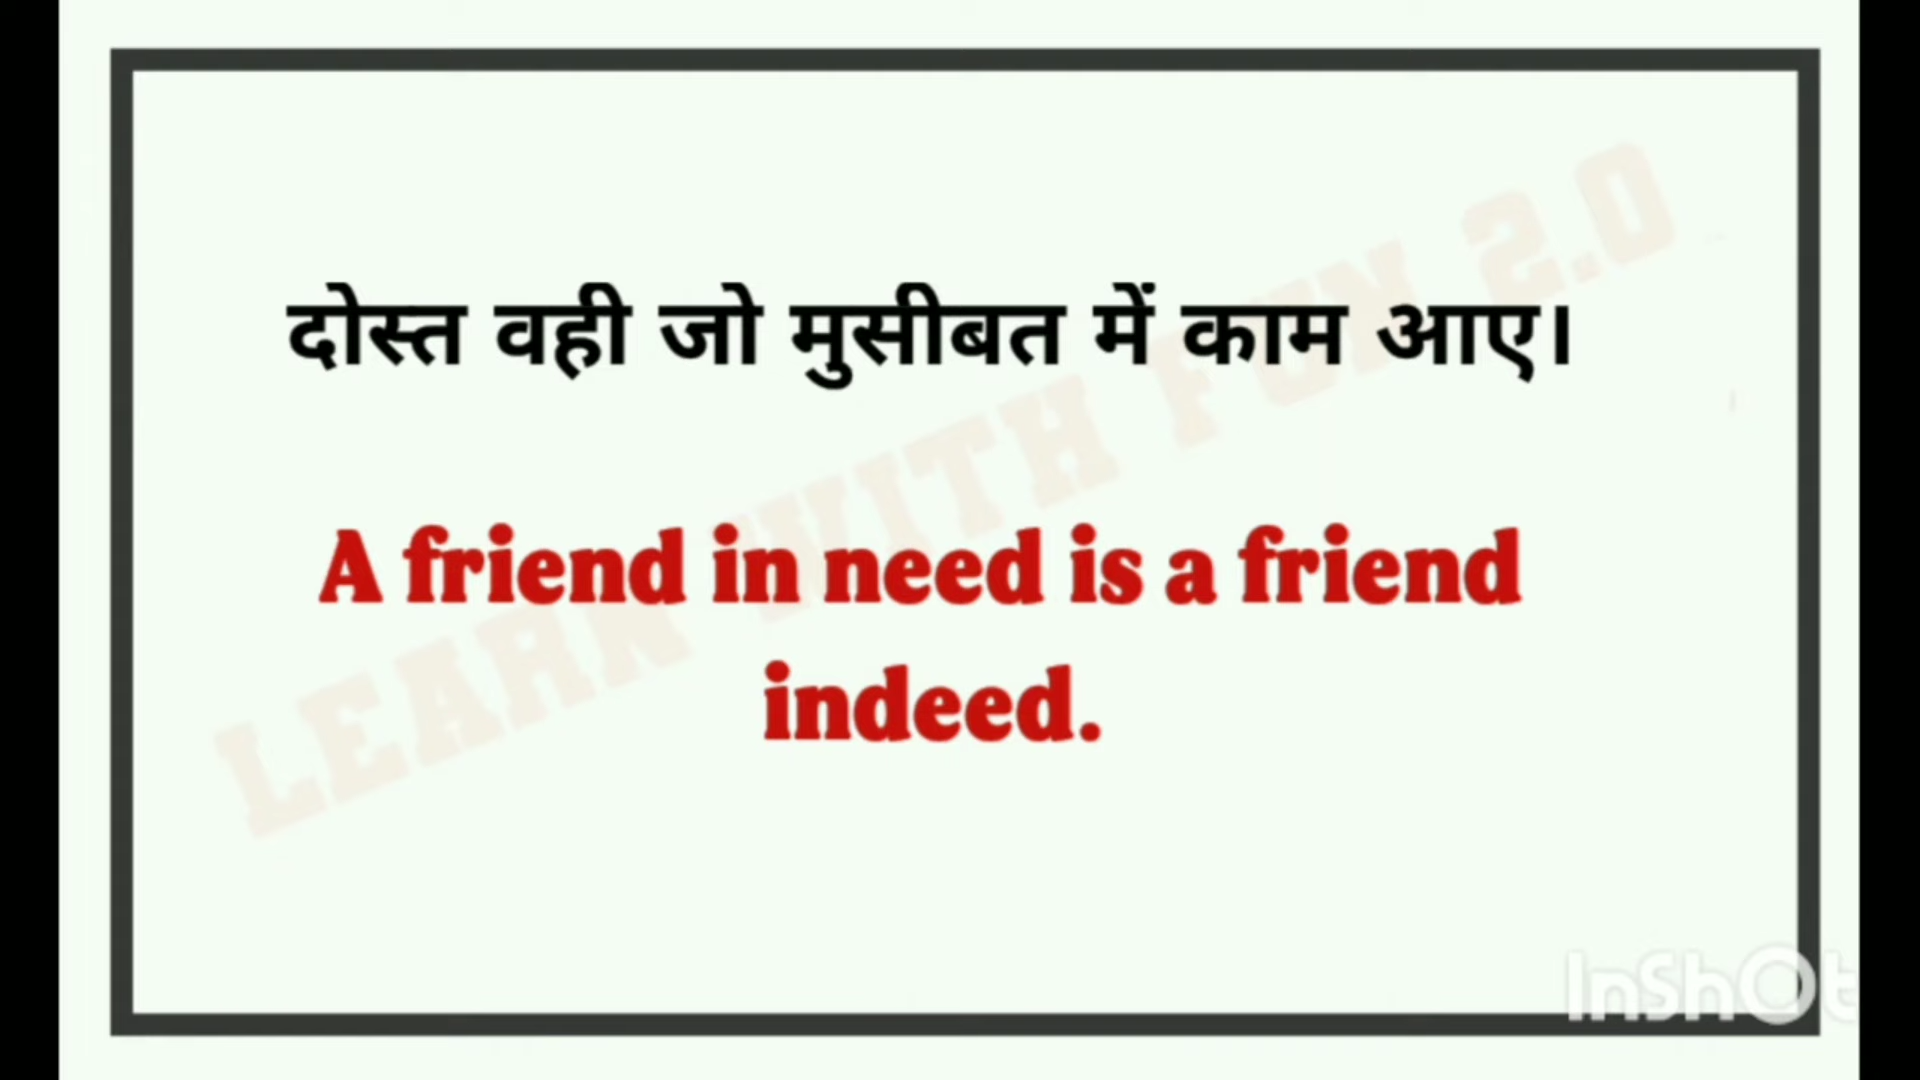 दोस्त वही जो मुसीबत में काम आए।
A friend in need is a friend
indeed.
LEARN WITH FUN 2.0
InShOt